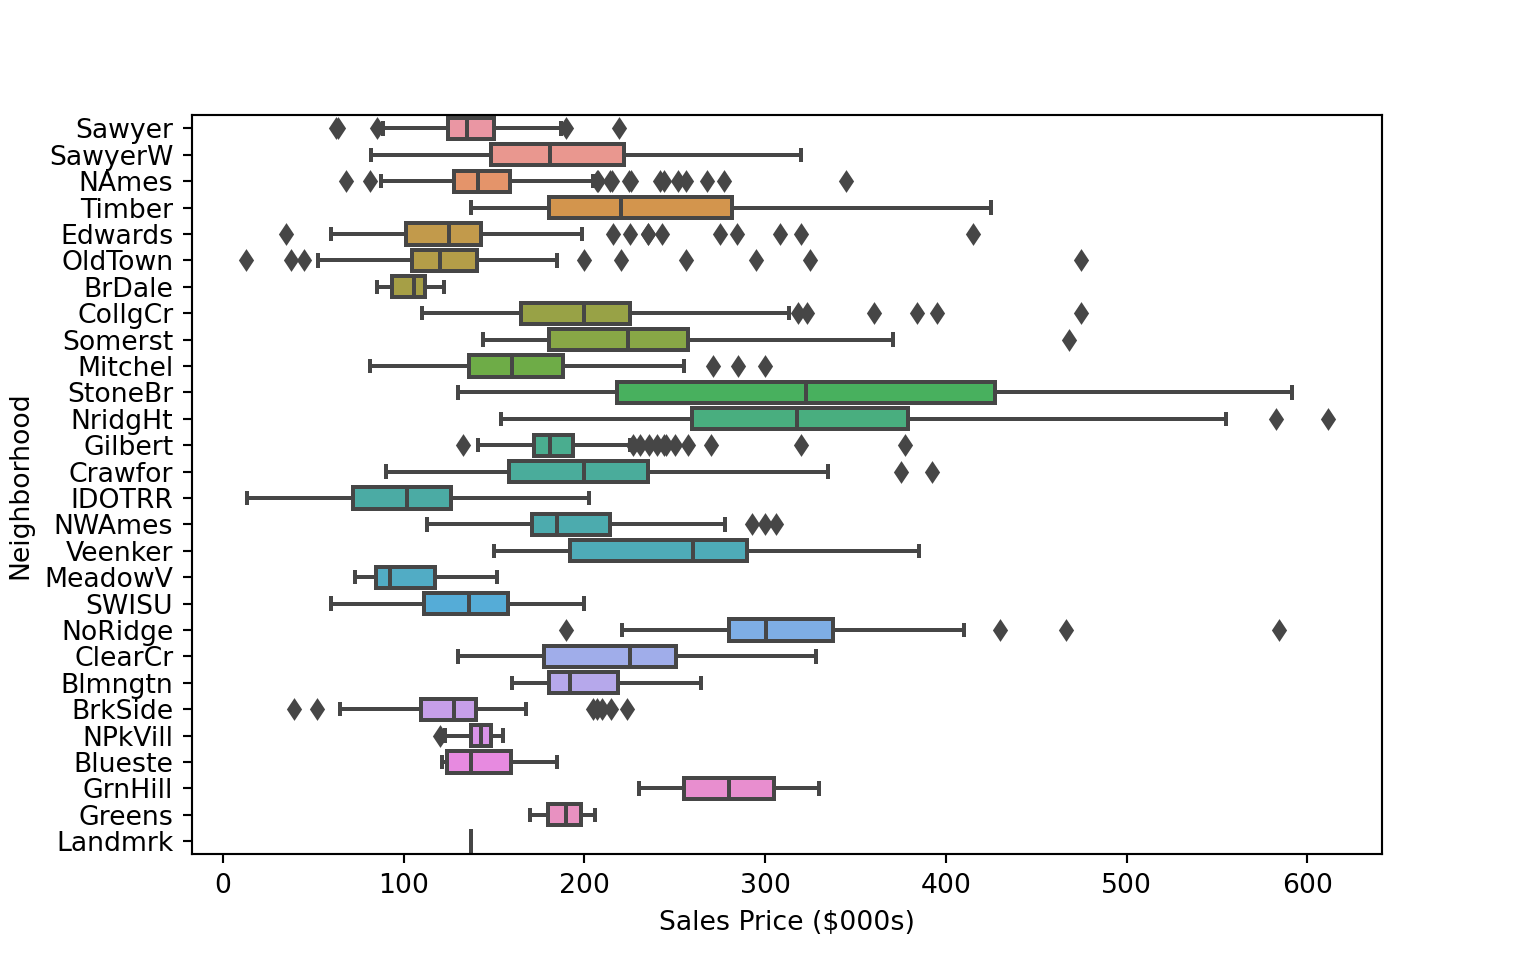 Sawyer
SawyerW
NAmes
Timber
Edwards
OldTown
BrDale
CollgCr
Somerst
Mitchel
StoneBr
NridgHt
Gilbert
Crawfor
IDOTRR
NWAmes
Veenker
MeadowV
SWISU
NoRidge
ClearCr
Blmngtn
BrkSide
NPkVill
Blueste
GrnHill
Greens
Landmrk
Neighborhood
0 100 200 300 400 500 600
Sales Price ($000s)